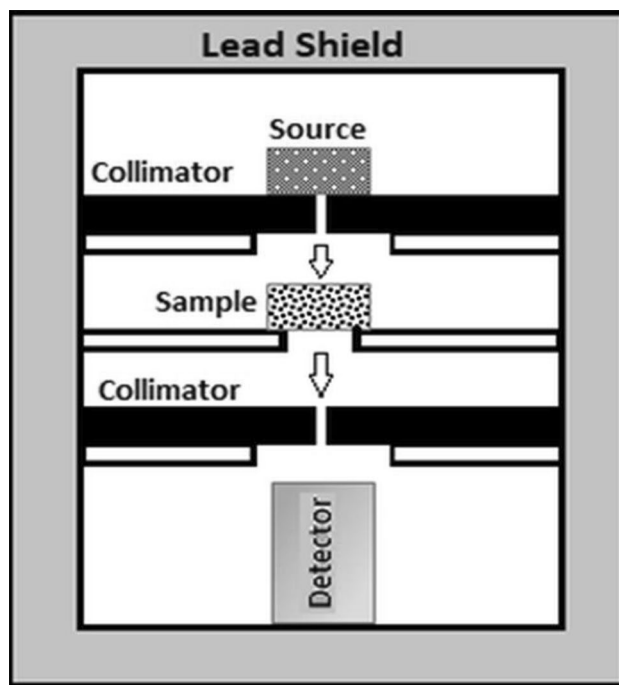 Lead Shield
Source
Collimator
Sample
Collimator
Detector